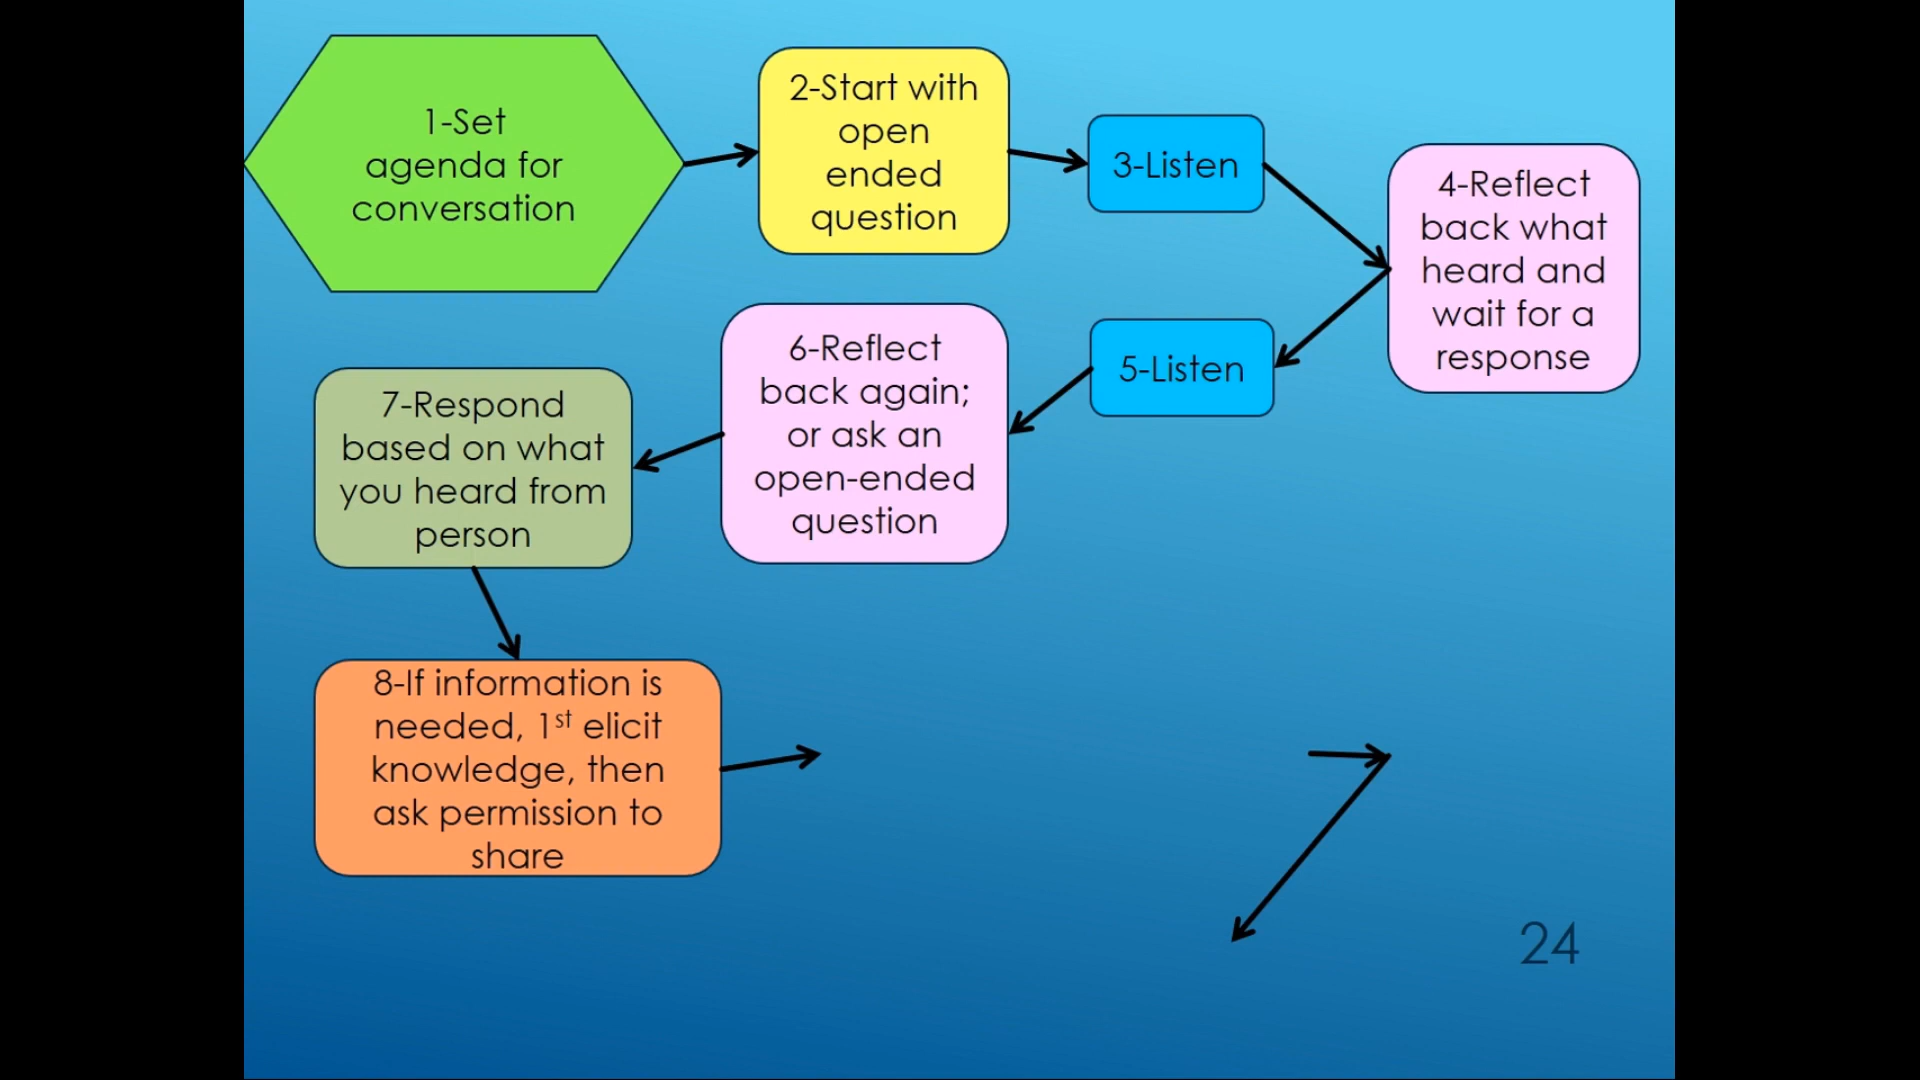 1-Set
agenda for
conversation
2-Start with
open
ended
question
3-Listen
4-Reflect
back what
heard and
wait for a
response
5-Listen
6-Reflect
back again;
or ask an
open-ended
question
7-Respond
based on what
you heard from
person
8-If information is
needed, 1st elicit
knowledge, then
ask permission to
share
24